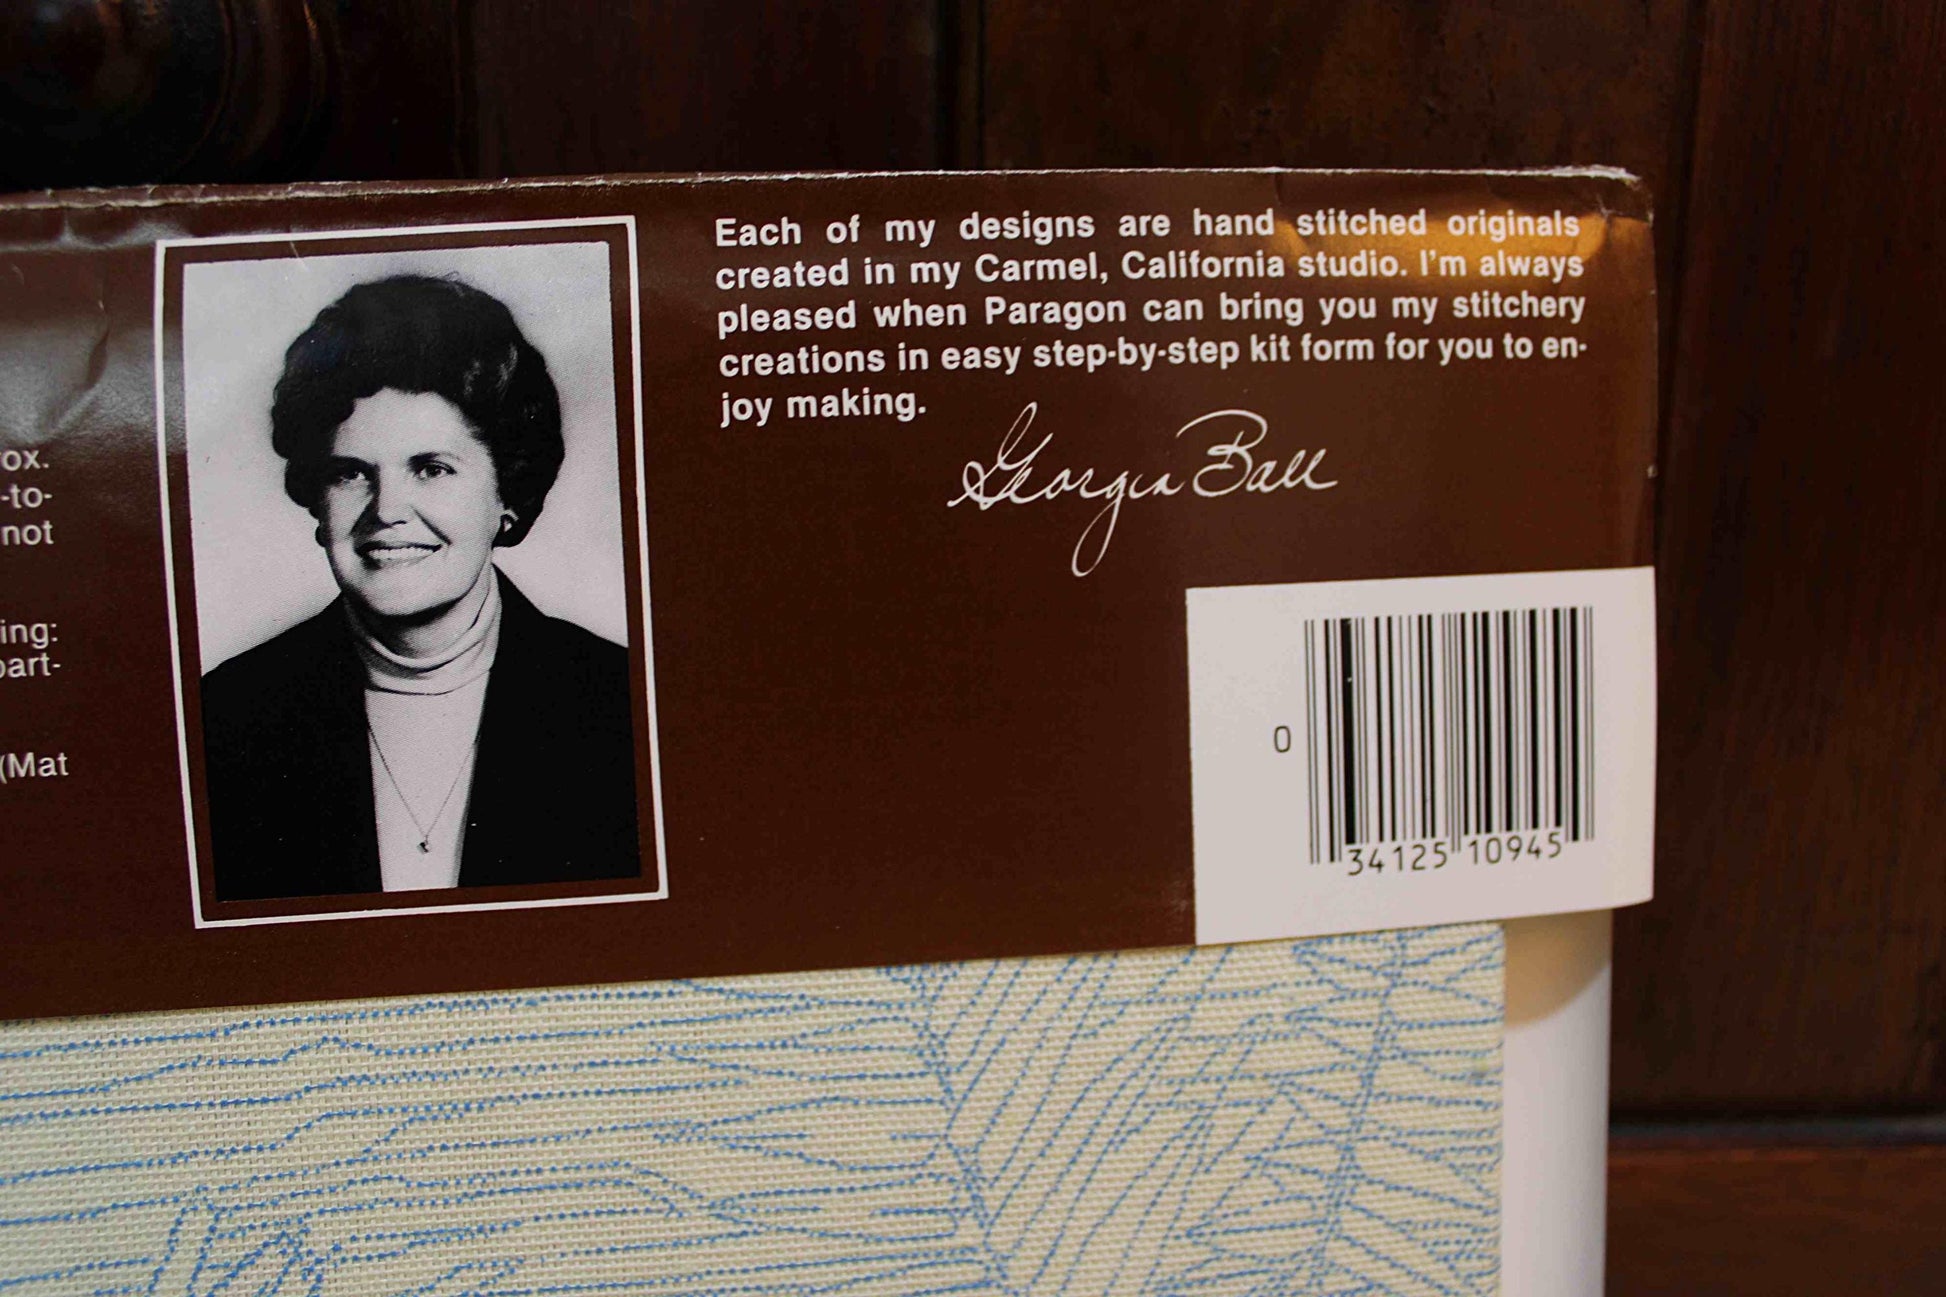 ox.
-to-
not
ing:
part-
(Mat
Each of my designs are hand stitched originals
created in my Carmel, California studio. I'm always
pleased when Paragon can bring you my stitchery
creations in easy step-by-step kit form for you to en-
joy making.
Georgia Ball
0 34125 10945